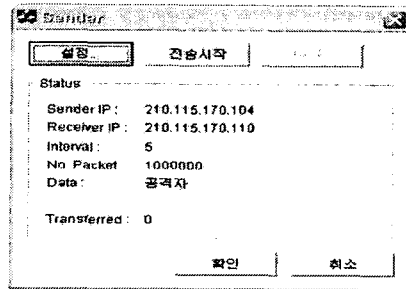 Sender
설정.. 전송시작
Status
Sender IP : 210.115.170.104
Receiver IP : 210.115.170.110
Interval : 5
No. Packet 1000000
Data : 공격자
Transferred : 0
확인 취소